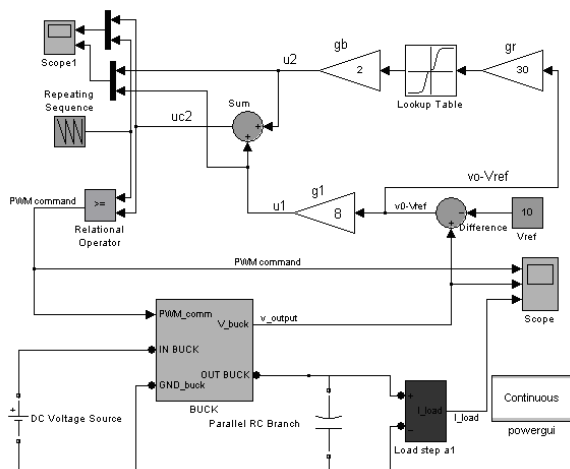 Scope1
Repeating
Sequence
u2
gb
2
Lookup Table
gr
30
Sum
uc2
+
+
vo-Vref
PWM command
>=
Relational
Operator
u1
g1
8
v0-Vref
-
+
Difference
10
Vref
PWM command
Scope
PWM_comm
V_buck
v_output
IN BUCK
OUT BUCK
GND_buck
BUCK
+
DC Voltage Source
Parallel RC Branch
+
I_load
-
Load step a1
I_load
Continuous
powergui